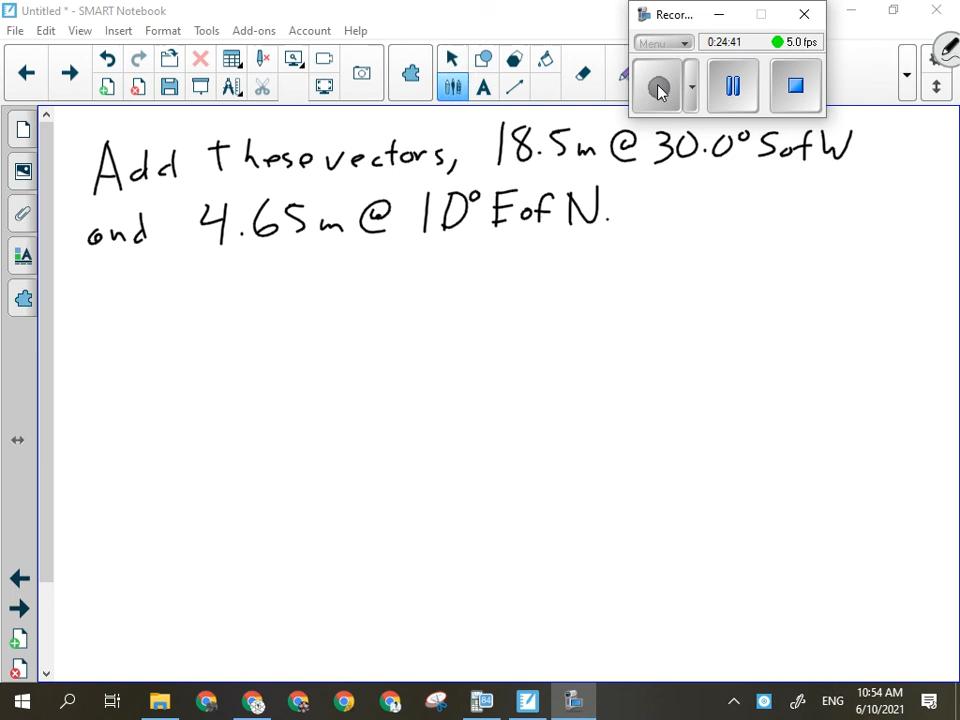 Untitled * - SMART Notebook
File Edit View Insert Format Tools Add-ons Account Help
Recor...
Menu
0:24:41
5.0 fps
Add these vectors, 18.5m @ 30.0° S of W
and 4.65m @ 10° E of N.
ENG
10:54 AM
6/10/2021